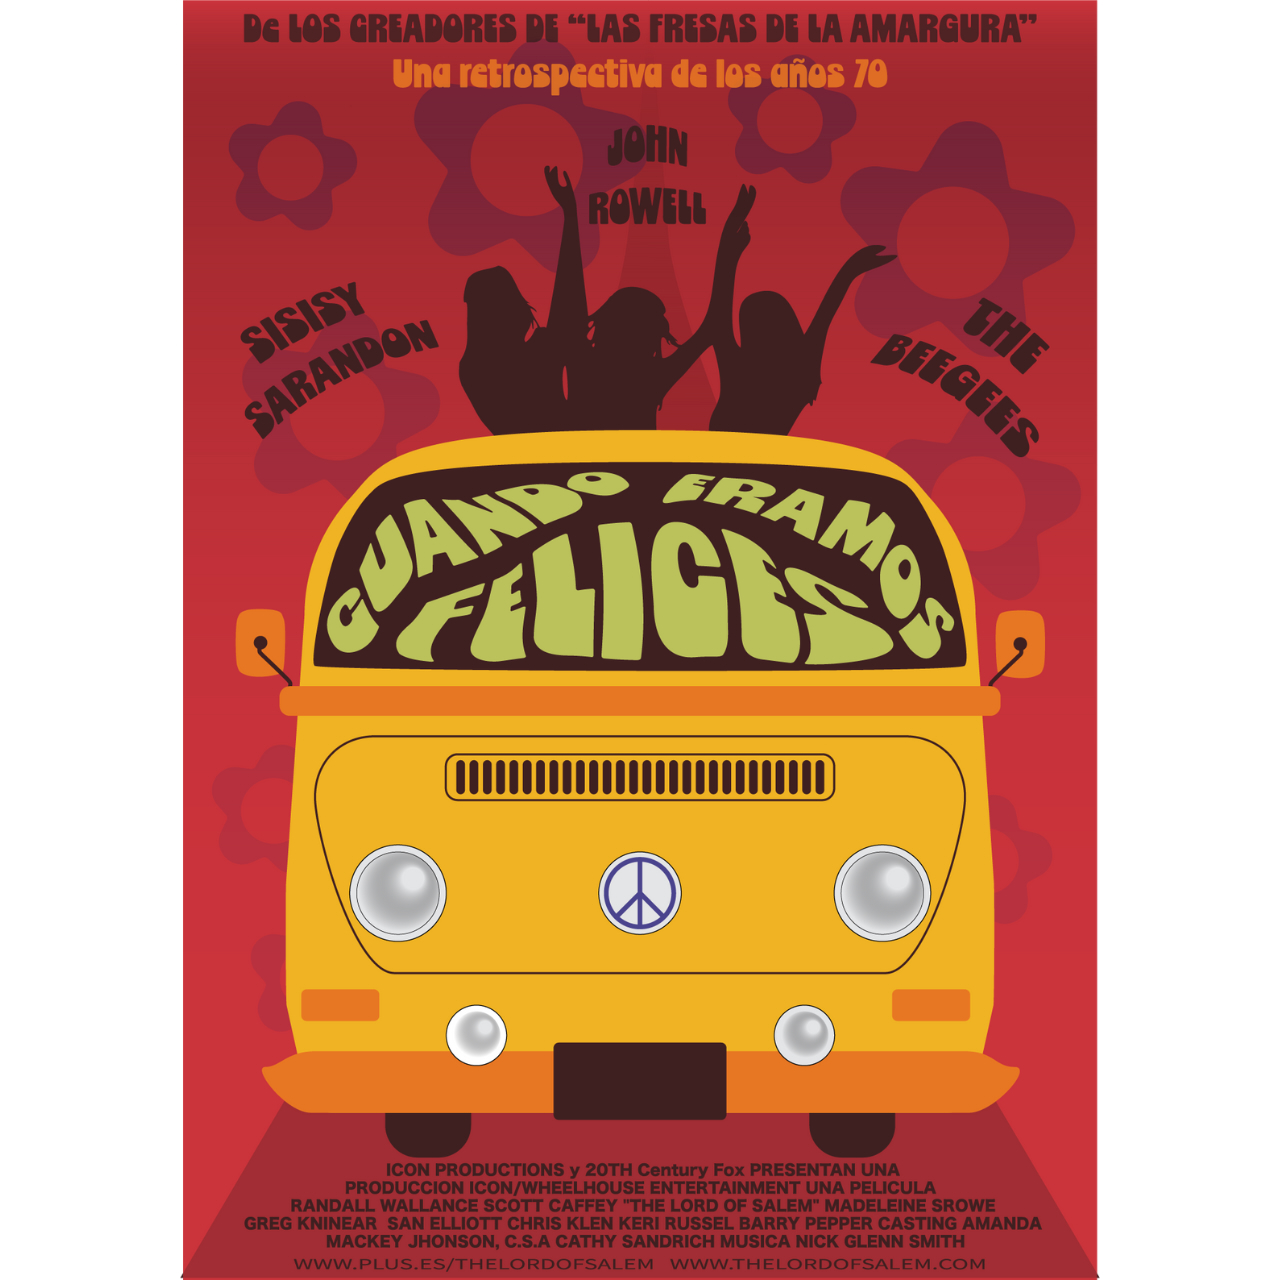 De LOS CREADORES DE “LAS FRESAS DE LA AMARGURA”
Una retrospectiva de los años 70
JOHN
ROWELL
SISISY
SARANDON
THE
BEEGEES
CUANDO ERAMOS
FELICES
ICON PRODUCTIONS y 20TH Century Fox PRESENTAN UNA
PRODUCCION ICON/WHEELHOUSE ENTERTAINMENT UNA PELICULA
RANDALL WALLANCE SCOTT CAFFEY "THE LORD OF SALEM" MADELEINE SROWE
GREG KNINEAR SAN ELLIOTT CHRIS KLEN KERI RUSSEL BARRY PEPPER CASTING AMANDA
MACKEY JHONSON, C.S.A CATHY SANDRICH MUSICA NICK GLENN SMITH
WWW.PLUS.ES/THELORDOFSALEM WWW.THELORDOFSALEM.COM